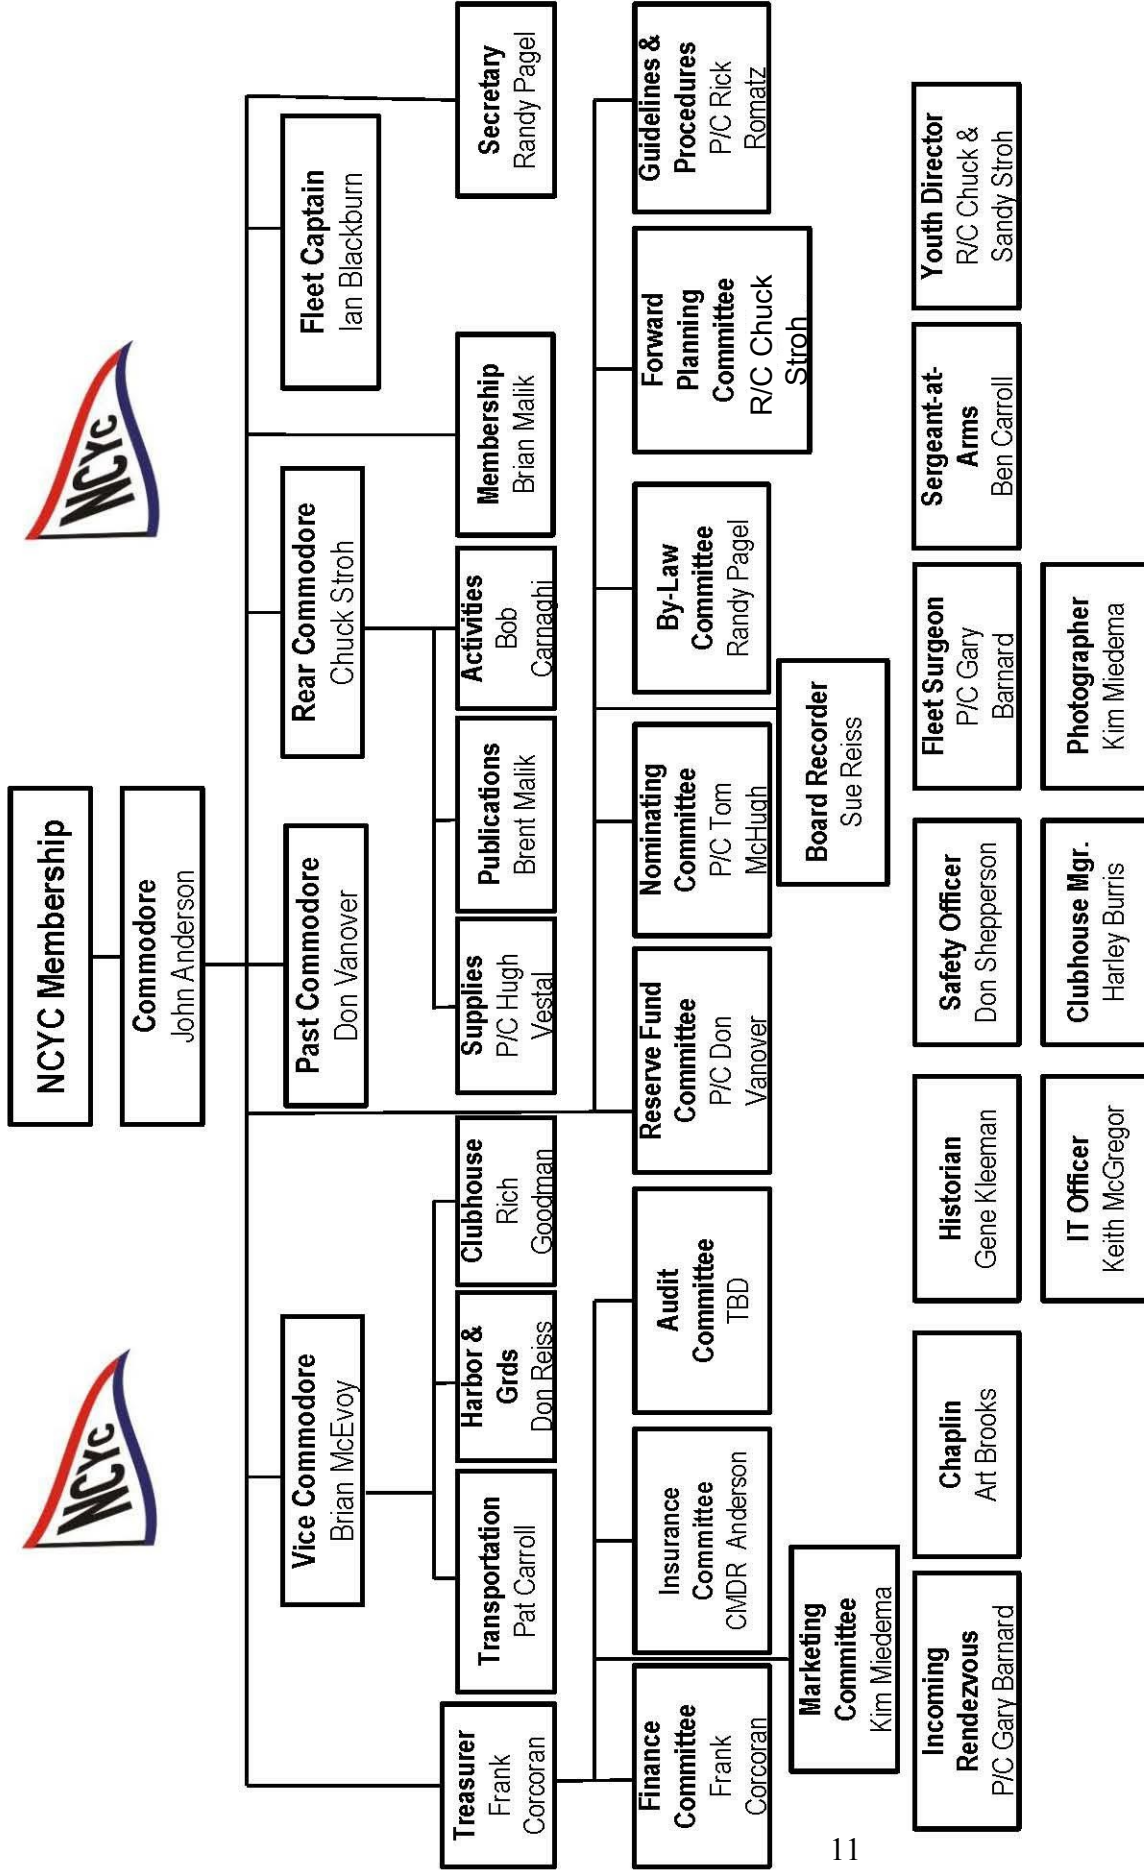 NCYC
NCYC
NCYC Membership
Commodore
John Anderson
Vice Commodore
Brian McEvoy
Past Commodore
Don Vanover
Rear Commodore
Chuck Stroh
Fleet Captain
Ian Blackburn
Treasurer
Frank
Corcoran
Transportation
Pat Carroll
Harbor &
Grds
Don Reiss
Clubhouse
Rich
Goodman
Supplies
P/C Hugh
Vestal
Publications
Brent Malik
Activities
Bob
Carnaghi
Membership
Brian Malik
Secretary
Randy Pagel
Finance
Committee
Frank
Corcoran
Insurance
Committee
CMDR Anderson
Audit
Committee
TBD
Reserve Fund
Committee
P/C Don
Vanover
Nominating
Committee
P/C Tom
McHugh
By-Law
Committee
Randy Pagel
Forward
Planning
Committee
R/C Chuck
Stroh
Guidelines &
Procedures
P/C Rick
Romatz
Marketing
Committee
Kim Miedema
Board Recorder
Sue Reiss
Incoming
Rendezvous
P/C Gary Barnard
Chaplin
Art Brooks
Historian
Gene Kleeman
Safety Officer
Don Shepperson
Fleet Surgeon
P/C Gary
Barnard
Sergeant-at-
Arms
Ben Carroll
Youth Director
R/C Chuck &
Sandy Stroh
IT Officer
Keith McGregor
Clubhouse Mgr.
Harley Burris
Photographer
Kim Miedema
11